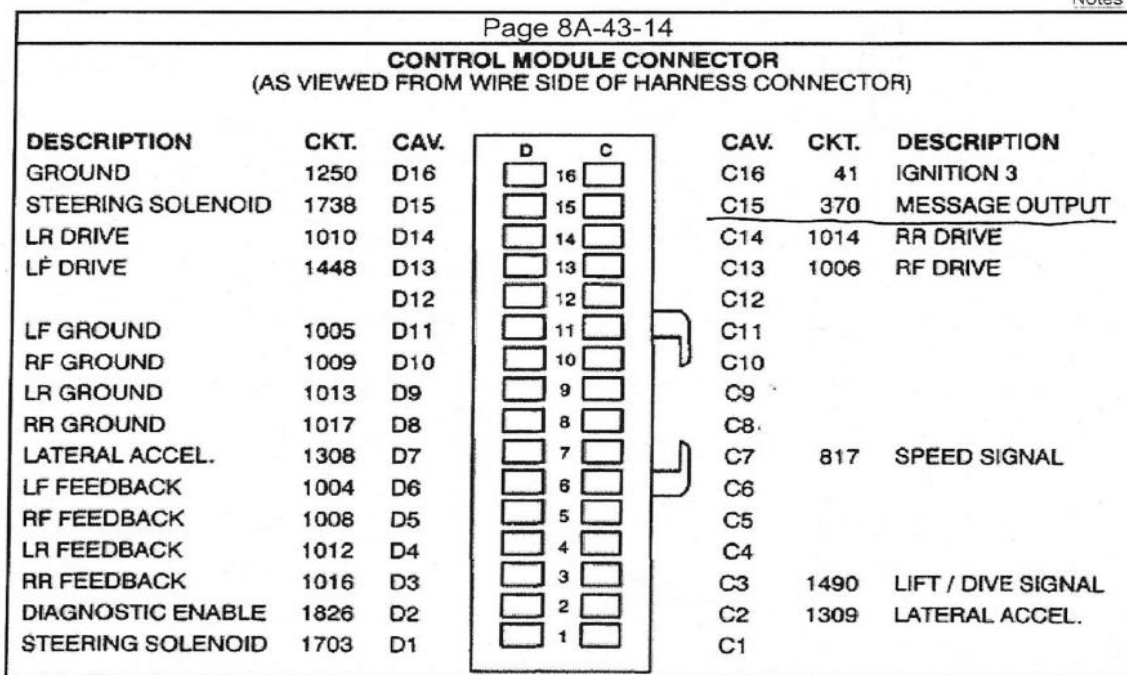 Notes
Page 8A-43-14
CONTROL MODULE CONNECTOR
(AS VIEWED FROM WIRE SIDE OF HARNESS CONNECTOR)
DESCRIPTION CKT. CAV. D C CAV. CKT. DESCRIPTION
GROUND 1250 D16 16 C16 41 IGNITION 3
STEERING SOLENOID 1738 D15 15 C15 370 MESSAGE OUTPUT
LR DRIVE 1010 D14 14 C14 1014 RR DRIVE
LF DRIVE 1448 D13 13 C13 1006 RF DRIVE
D12 12 C12
LF GROUND 1005 D11 11 C11
RF GROUND 1009 D10 10 C10
LR GROUND 1013 D9 9 C9
RR GROUND 1017 D8 8 C8
LATERAL ACCEL. 1308 D7 7 C7 817 SPEED SIGNAL
LF FEEDBACK 1004 D6 6 C6
RF FEEDBACK 1008 D5 5 C5
LR FEEDBACK 1012 D4 4 C4
RR FEEDBACK 1016 D3 3 C3 1490 LIFT / DIVE SIGNAL
DIAGNOSTIC ENABLE 1826 D2 2 C2 1309 LATERAL ACCEL.
STEERING SOLENOID 1703 D1 1 C1